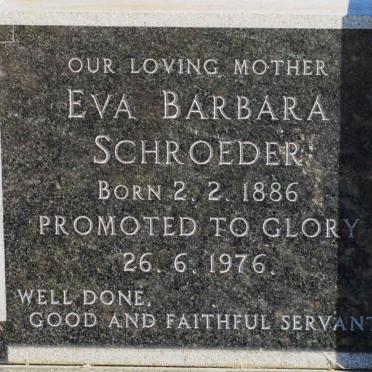 OUR LOVING MOTHER
EVA BARBARA
SCHROEDER
BORN 2. 2. 1886
PROMOTED TO GLORY
26. 6. 1976.
WELL DONE,
GOOD AND FAITHFUL SERVANT